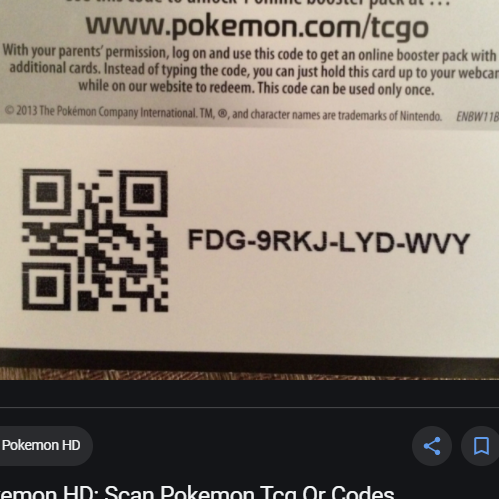 www.pokemon.com/tcgo
With your parents' permission, log on and use this code to get an online booster pack with
additional cards. Instead of typing the code, you can just hold this card up to your webcam
while on our website to redeem. This code can be used only once.
© 2013 The Pokémon Company International. TM, ®, and character names are trademarks of Nintendo. ENBW11B
FDG-9RKJ-LYD-WVY
Pokemon HD
emon HD: Scan Pokemon Tcg Qr Codes